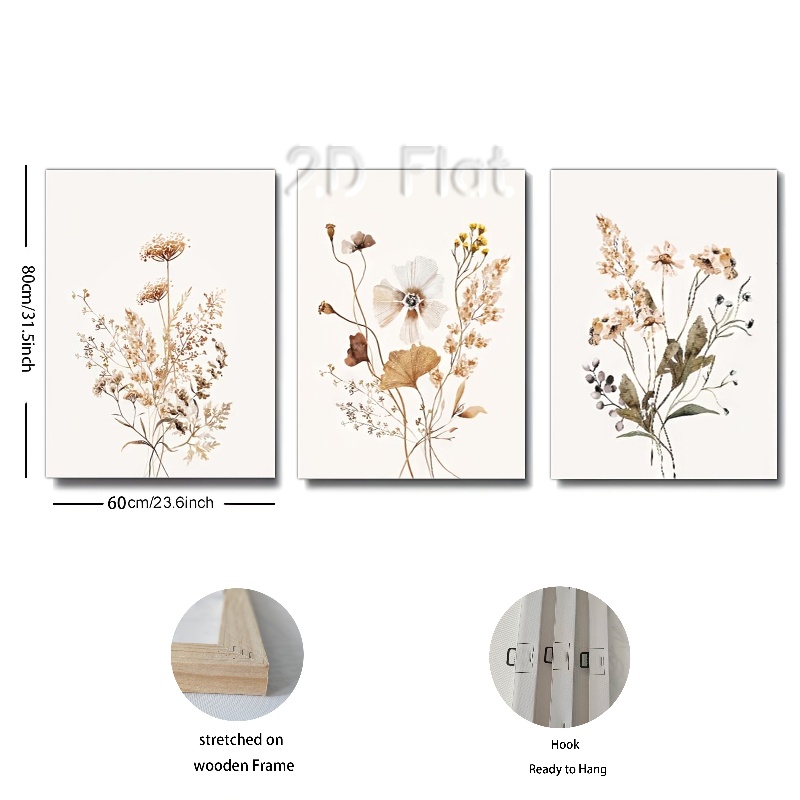 2D Flat
80cm/31.5inch
60cm/23.6inch
stretched on
wooden Frame
Hook
Ready to Hang